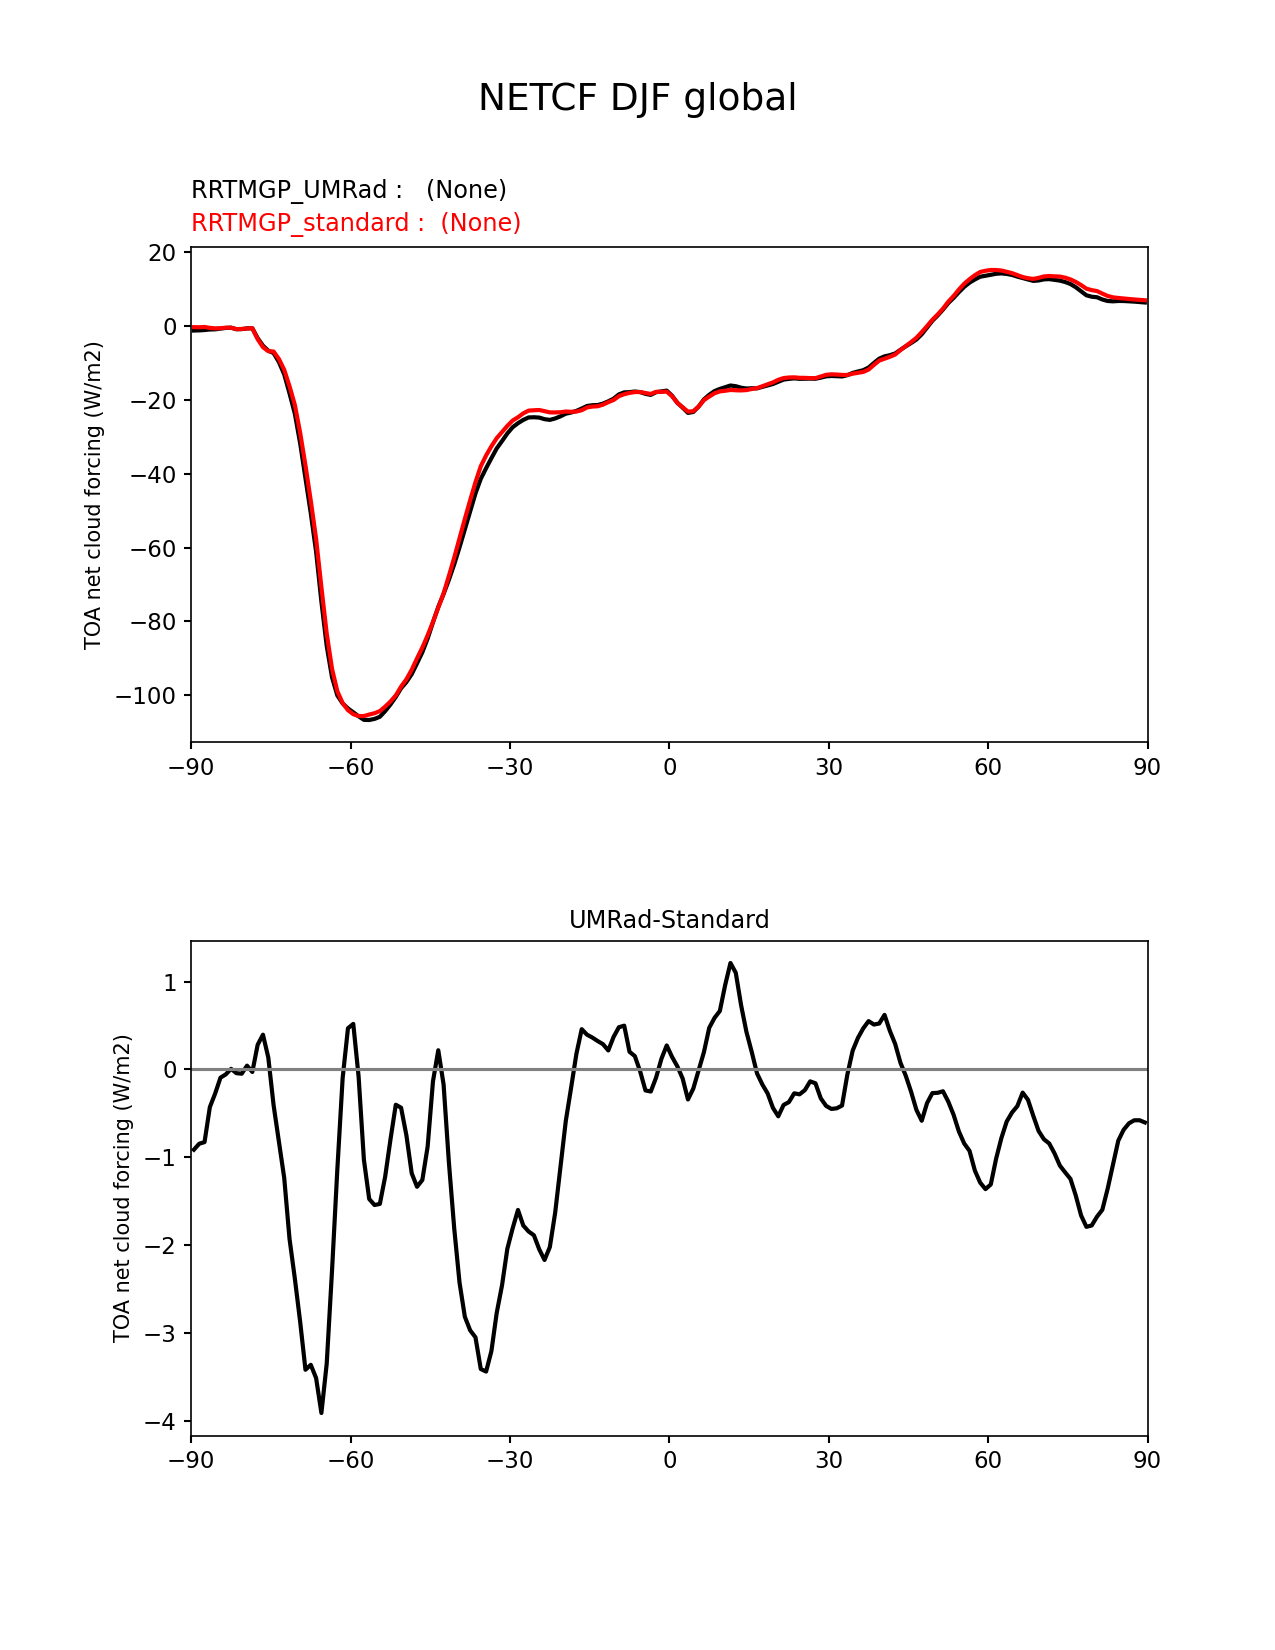 NETCF DJF global
RRTMGP_UMRad :   (None)
RRTMGP_standard :  (None)
20
0
−20
−40
−60
−80
−100
TOA net cloud forcing (W/m2)
−90 −60 −30 0 30 60 90
UMRad-Standard
1
0
−1
−2
−3
−4
TOA net cloud forcing (W/m2)
−90 −60 −30 0 30 60 90